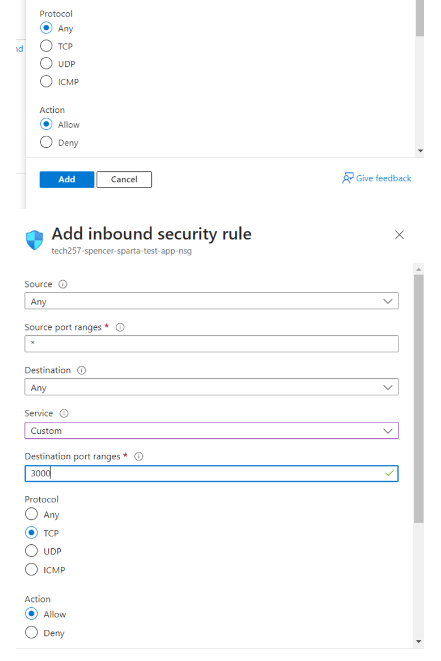 Protocol
Any
nd
TCP
UDP
ICMP
Action
Allow
Deny
Add
Cancel
Give feedback
Add inbound security rule
tech257-spencer-sparta-test-app-nsg
Source
Any
Source port ranges *
*
Destination
Any
Service
Custom
Destination port ranges *
3000
Protocol
Any
TCP
UDP
ICMP
Action
Allow
Deny